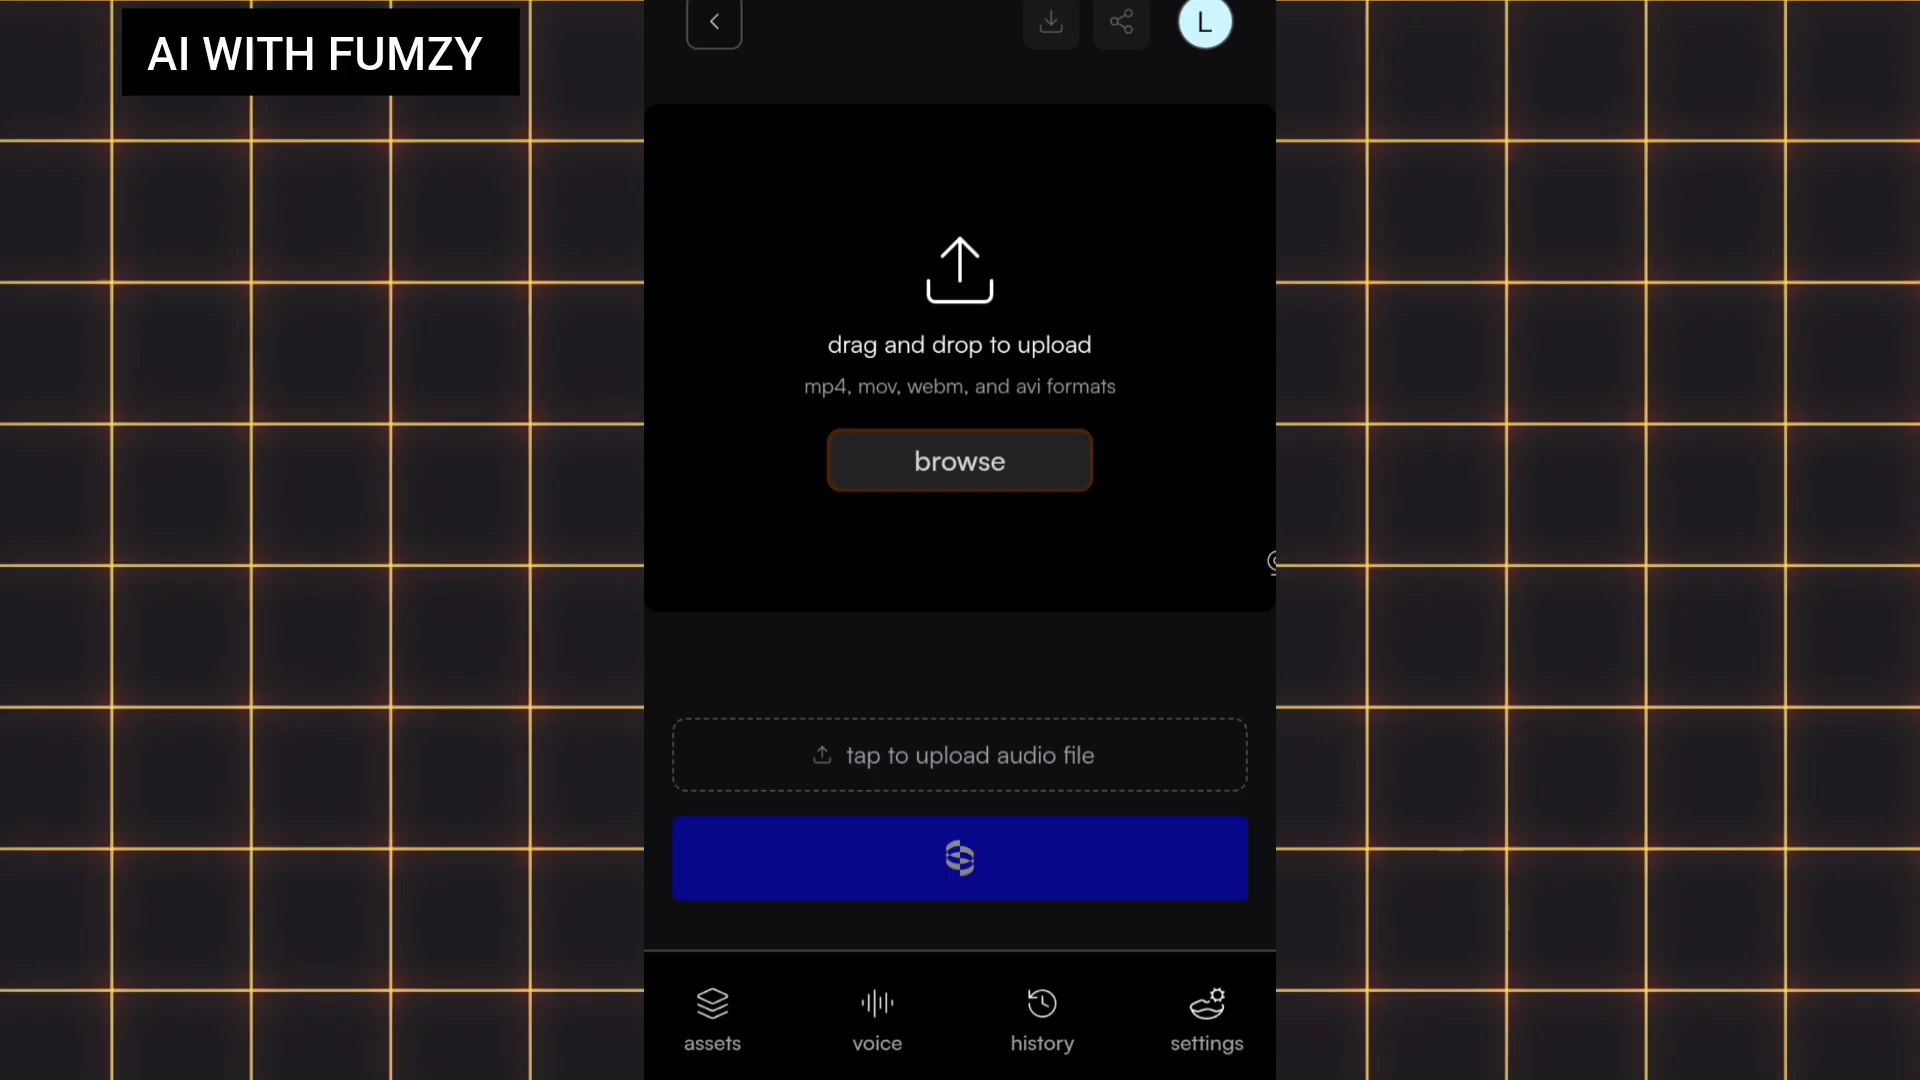 AI WITH FUMZY
L
drag and drop to upload
mp4, mov, webm, and avi formats
browse
tap to upload audio file
assets
voice
history
settings